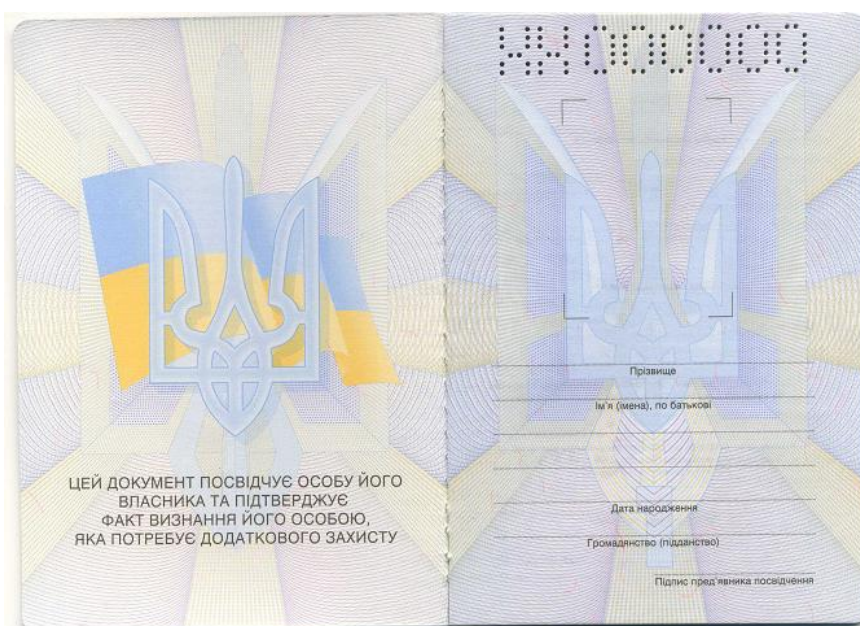 ЦЕЙ ДОКУМЕНТ ПОСВІДЧУЄ ОСОБУ ЙОГО
ВЛАСНИКА ТА ПІДТВЕРДЖУЄ
ФАКТ ВИЗНАННЯ ЙОГО ОСОБОЮ,
ЯКА ПОТРЕБУЄ ДОДАТКОВОГО ЗАХИСТУ
ХХ000000
Прізвище
Ім'я (імена), по батькові
Дата народження
Громадянство (підданство)
Підпис пред'явника посвідчення